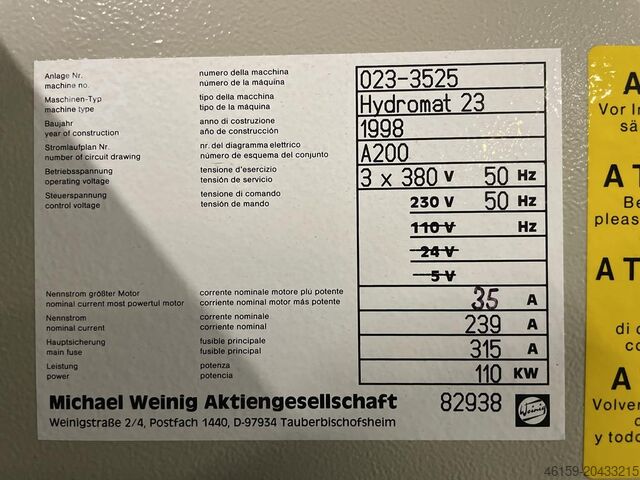 Anlage Nr. numero della macchina 023-3525
machine no. número de la máquina
Maschinen-Typ tipo della macchina Hydromat 23
machine type tipo de la máquina
Baujahr anno di costruzione 1998
year of construction año de construcción
Stromlaufplan Nr. nr. del diagramma elettrico A200
number of circuit drawing número de esquema del conjunto
Betriebsspannung tensione d'esercizio 3 x 380 V 50 Hz
operating voltage tensión de servicio
Steuerspannung tensione di comando 230 V 50 Hz
control voltage tensión de mando
110 V Hz
24 V
5 V
Nennstrom größter Motor corrente nominale motore più potente 35 A
nominal current most powertul motor corriente nominal motor más potente
Nennstrom corrente nominale 239 A
nominal current corriente nominal
Hauptsicherung fusible principale 315 A
main fuse fusible principal
Leistung potenza 110 KW
power potencia
Michael Weinig Aktiengesellschaft 82938 Weinig
Weinigstraße 2/4, Postfach 1440, D-97934 Tauberbischofsheim
A
Vor In
sä
A T
Be
pleas
A T
di c
co
A
Volver
y todo
46159-20433215